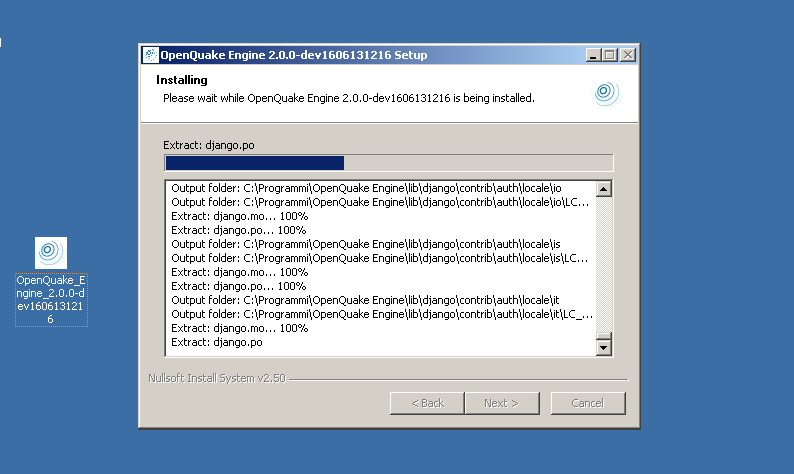 OpenQuake Engine 2.0.0-dev1606131216 Setup
Installing
Please wait while OpenQuake Engine 2.0.0-dev1606131216 is being installed.
Extract: django.po
Output folder: C:\Programmi\OpenQuake Engine\lib\django\contrib\auth\locale\io
Output folder: C:\Programmi\OpenQuake Engine\lib\django\contrib\auth\locale\io\LC...
Extract: django.mo... 100%
Extract: django.po... 100%
Output folder: C:\Programmi\OpenQuake Engine\lib\django\contrib\auth\locale\is
Output folder: C:\Programmi\OpenQuake Engine\lib\django\contrib\auth\locale\is\LC...
Extract: django.mo... 100%
Extract: django.po... 100%
Output folder: C:\Programmi\OpenQuake Engine\lib\django\contrib\auth\locale\it
Output folder: C:\Programmi\OpenQuake Engine\lib\django\contrib\auth\locale\it\LC_...
Extract: django.mo... 100%
Extract: django.po
Nullsoft Install System v2.50
< Back
Next >
Cancel
OpenQuake_E
ngine_2.0.0-d
ev160613121
6